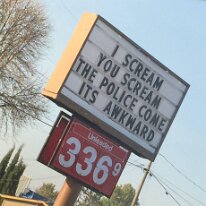 I SCREAM
YOU SCREAM
THE POLICE COME
ITS AWKWARD
Unleaded
336 9